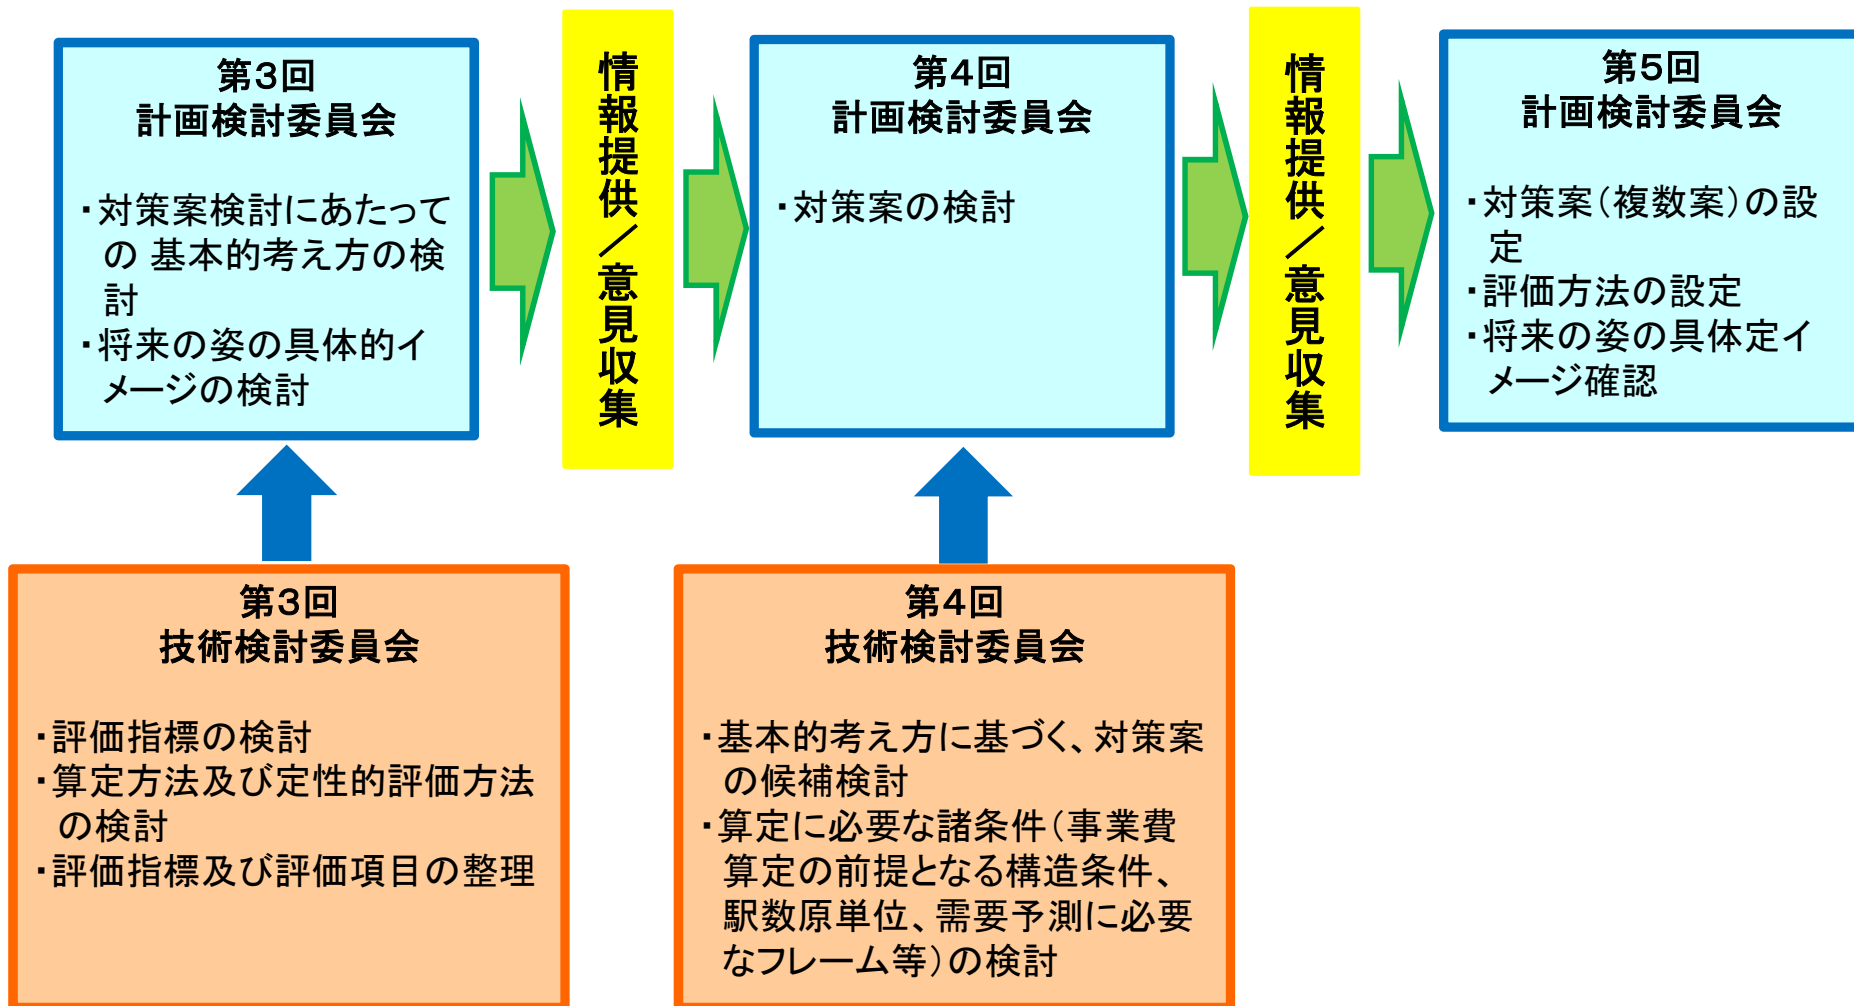 第3回
計画検討委員会
・対策案検討にあたって
の 基本的考え方の検
討
・将来の姿の具体的イ
メージの検討
情報提供／意見収集
第4回
計画検討委員会
・対策案の検討
情報提供／意見収集
第5回
計画検討委員会
・対策案（複数案）の設
定
・評価方法の設定
・将来の姿の具体定イ
メージ確認
第3回
技術検討委員会
・評価指標の検討
・算定方法及び定性的評価方法
の検討
・評価指標及び評価項目の整理
第4回
技術検討委員会
・基本的考え方に基づく、対策案
の候補検討
・算定に必要な諸条件（事業費
算定の前提となる構造条件、
駅数原単位、需要予測に必要
なフレーム等）の検討